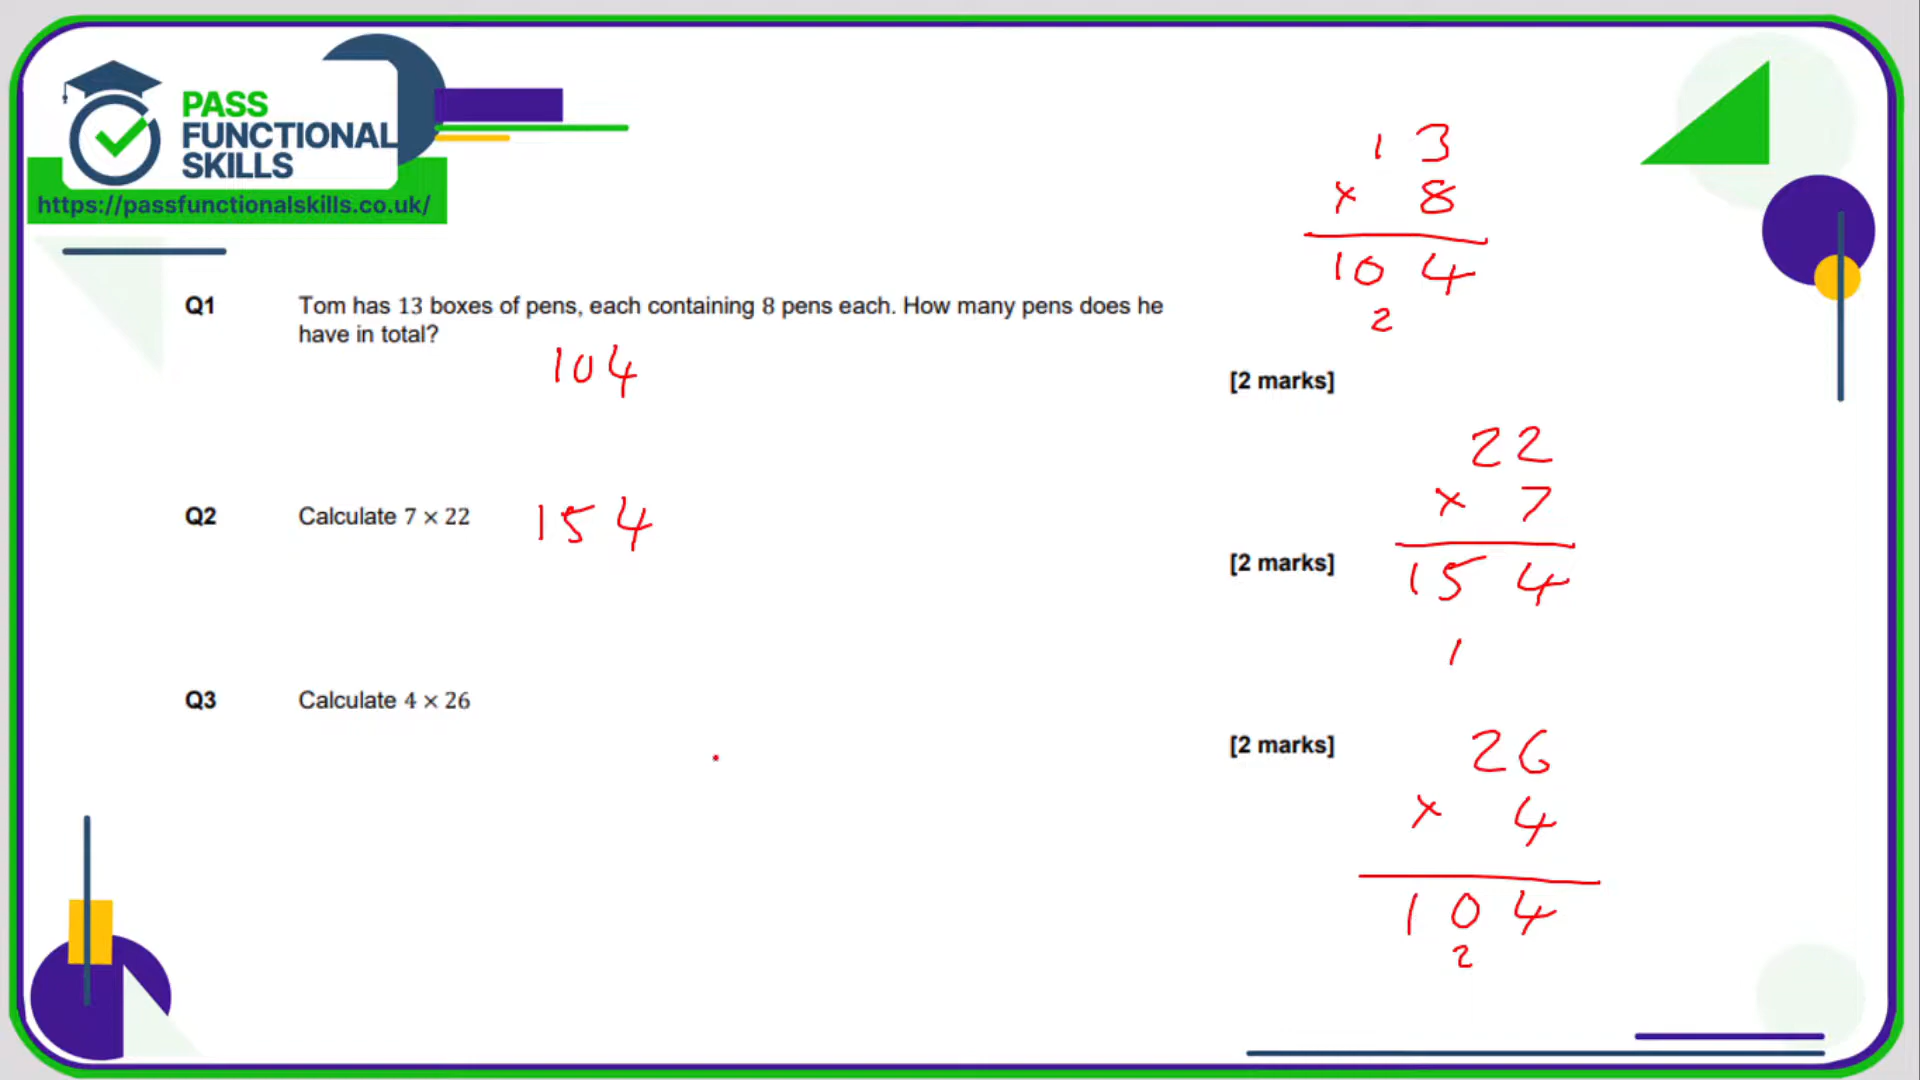 PASS
FUNCTIONAL
SKILLS
https://passfunctionalskills.co.uk/
1 3
× 8
10 4
2
Q1 Tom has 13 boxes of pens, each containing 8 pens each. How many pens does he
have in total?
104
[2 marks]
22
× 7
15 4
1
Q2 Calculate 7 × 22 154
[2 marks]
Q3 Calculate 4 × 26
[2 marks]
26
× 4
1 0 4
2